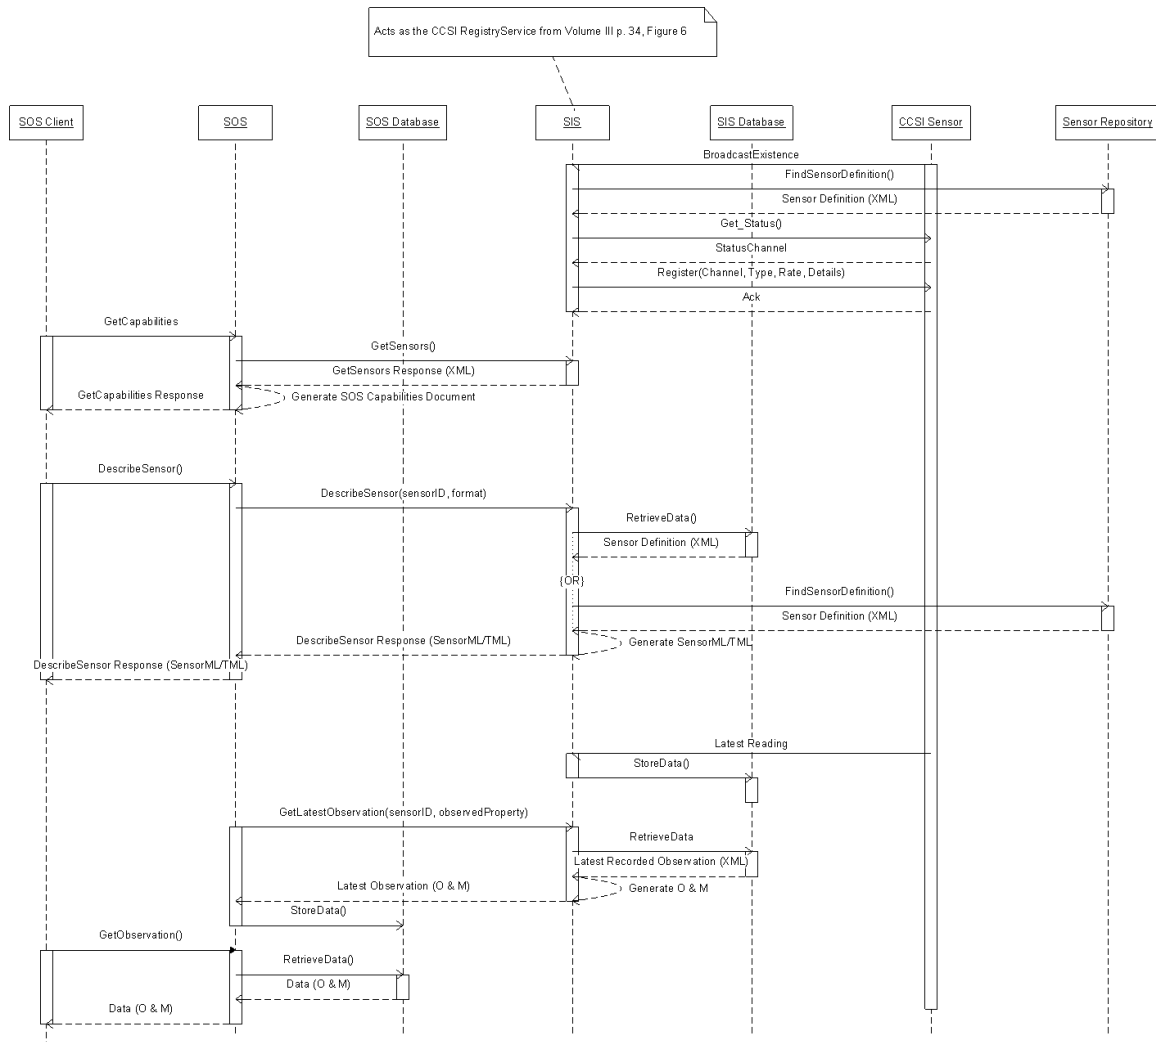 Acts as the CCSI RegistryService from Volume III p. 34, Figure 6
SOS Client
SOS
SOS Database
SIS
SIS Database
CCSI Sensor
Sensor Repository
BroadcastExistence
FindSensorDefinition()
Sensor Definition (XML)
Get_Status()
StatusChannel
Register(Channel, Type, Rate, Details)
Ack
GetCapabilities
GetSensors()
GetSensors Response (XML)
GetCapabilities Response
Generate SOS Capabilities Document
DescribeSensor()
DescribeSensor(sensorID, format)
RetrieveData()
Sensor Definition (XML)
{OR}
FindSensorDefinition()
Sensor Definition (XML)
DescribeSensor Response (SensorML/TML)
Generate SensorML/TML
DescribeSensor Response (SensorML/TML)
Latest Reading
StoreData()
GetLatestObservation(sensorID, observedProperty)
RetrieveData
Latest Recorded Observation (XML)
Latest Observation (O & M)
Generate O & M
StoreData()
GetObservation()
RetrieveData()
Data (O & M)
Data (O & M)